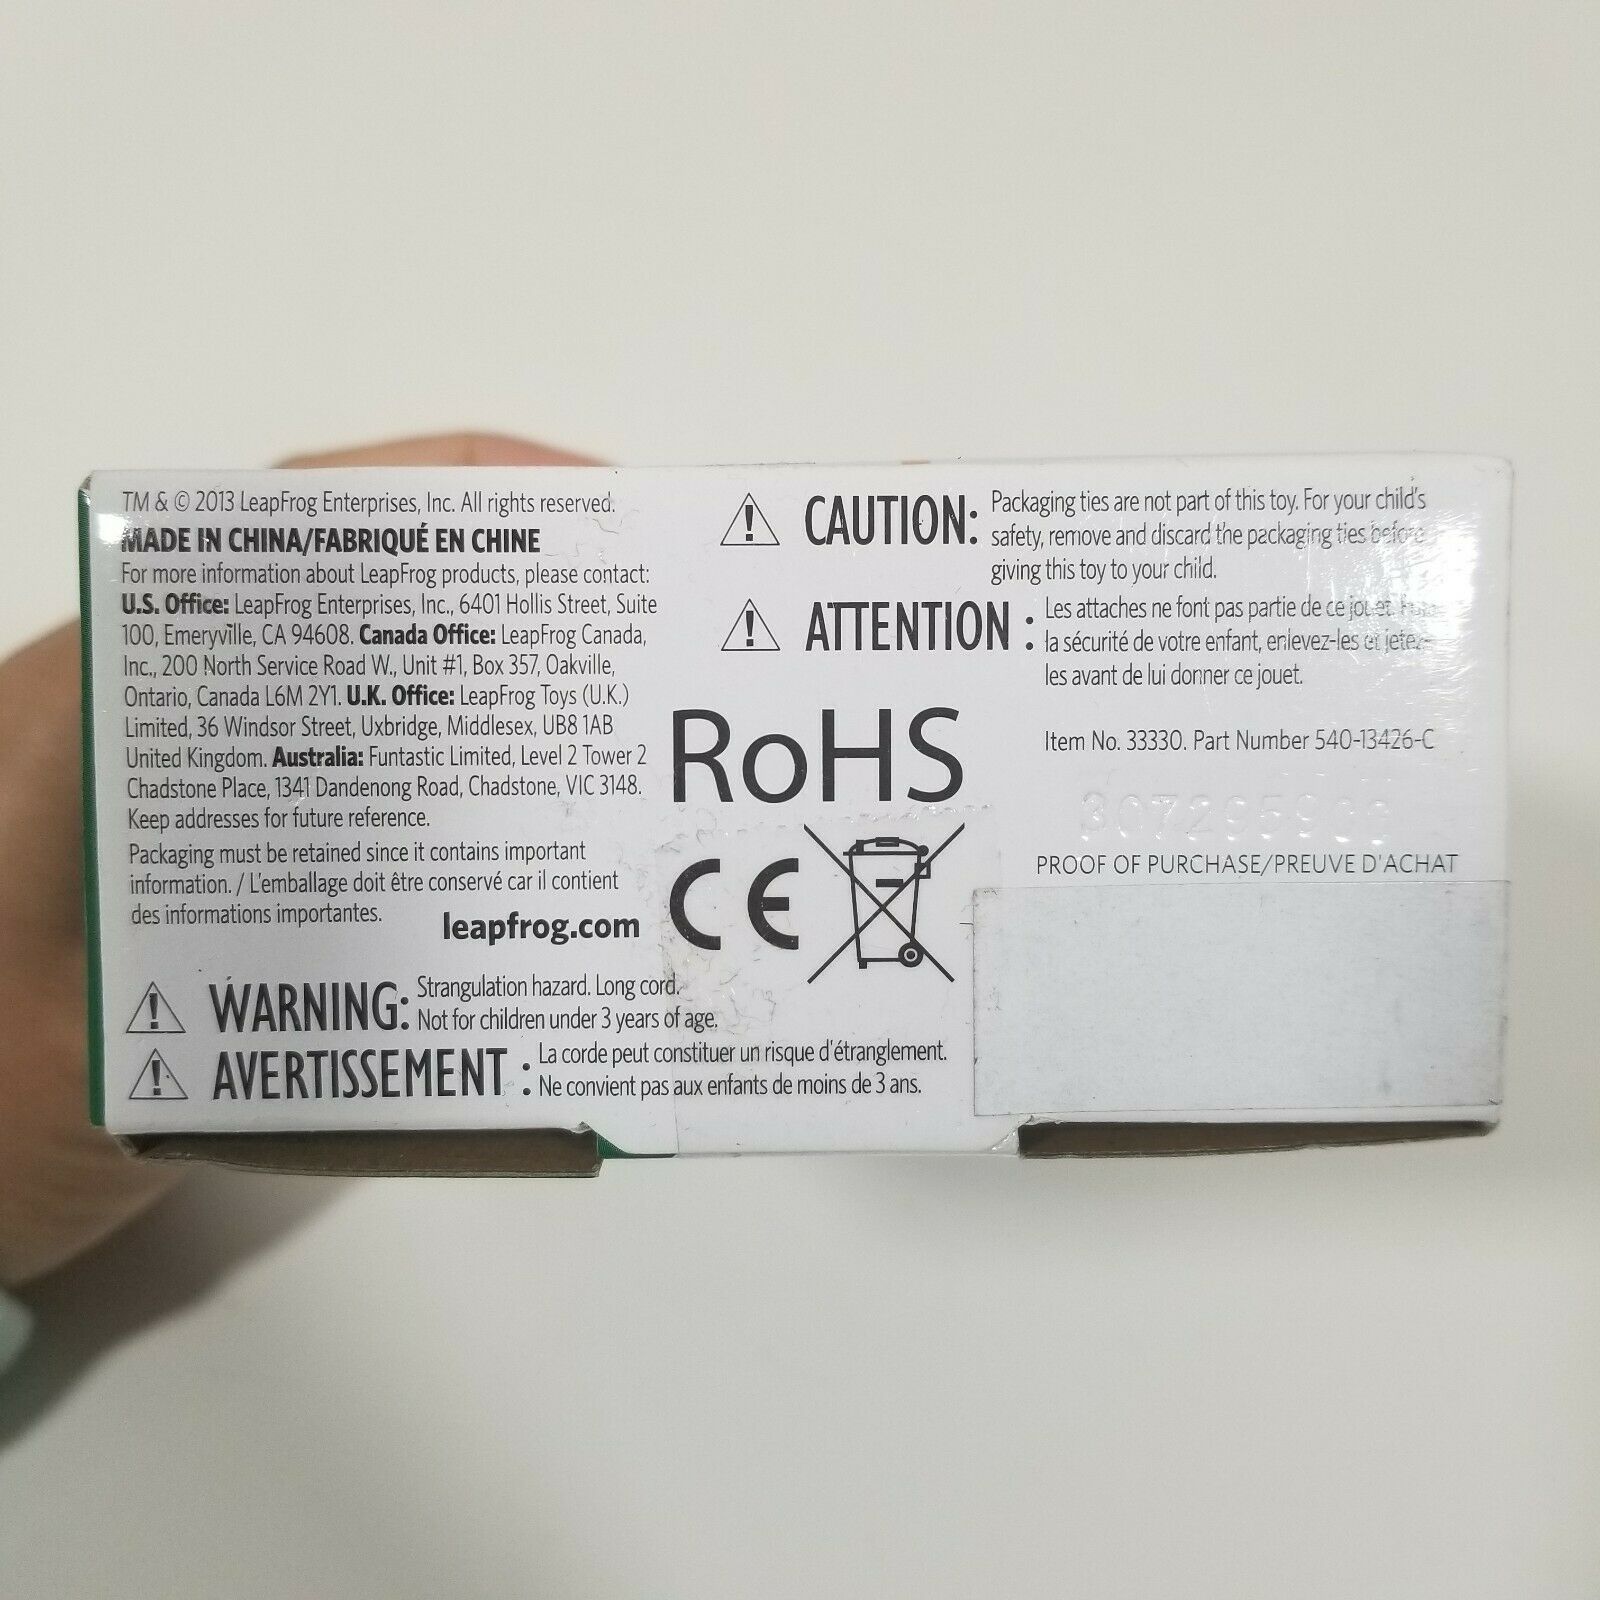 TM & © 2013 LeapFrog Enterprises, Inc. All rights reserved.
MADE IN CHINA/FABRIQUÉ EN CHINE
For more information about LeapFrog products, please contact:
U.S. Office: LeapFrog Enterprises, Inc., 6401 Hollis Street, Suite
100, Emeryville, CA 94608. Canada Office: LeapFrog Canada,
Inc., 200 North Service Road W., Unit #1, Box 357, Oakville,
Ontario, Canada L6M 2Y1. U.K. Office: LeapFrog Toys (U.K.)
Limited, 36 Windsor Street, Uxbridge, Middlesex, UB8 1AB
United Kingdom. Australia: Funtastic Limited, Level 2 Tower 2
Chadstone Place, 1341 Dandenong Road, Chadstone, VIC 3148.
Keep addresses for future reference.
Packaging must be retained since it contains important
information. / L'emballage doit être conservé car il contient
des informations importantes.
leapfrog.com
WARNING: Strangulation hazard. Long cord.
Not for children under 3 years of age.
AVERTISSEMENT : La corde peut constituer un risque d'étranglement.
Ne convient pas aux enfants de moins de 3 ans.
CAUTION: Packaging ties are not part of this toy. For your child's
safety, remove and discard the packaging ties before
giving this toy to your child.
ATTENTION : Les attaches ne font pas partie de ce jouet.
la sécurité de votre enfant, enlevez-les et jetez-
les avant de lui donner ce jouet.
RoHS
CE
Item No. 33330. Part Number 540-13426-C
PROOF OF PURCHASE/PREUVE D'ACHAT